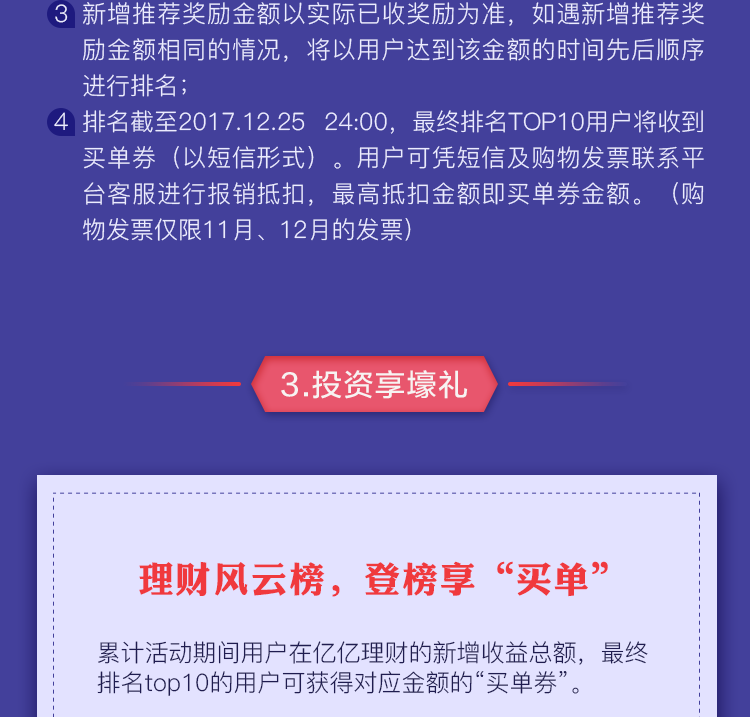 3 新增推荐奖励金额以实际已收奖励为准，如遇新增推荐奖
励金额相同的情况，将以用户达到该金额的时间先后顺序
进行排名；
4 排名截至2017.12.25 24:00，最终排名TOP10用户将收到
买单券（以短信形式）。用户可凭短信及购物发票联系平
台客服进行报销抵扣，最高抵扣金额即买单券金额。（购
物发票仅限11月、12月的发票）
3.投资享壕礼
理财风云榜，登榜享“买单”
累计活动期间用户在亿亿理财的新增收益总额，最终
排名top10的用户可获得对应金额的“买单券”。